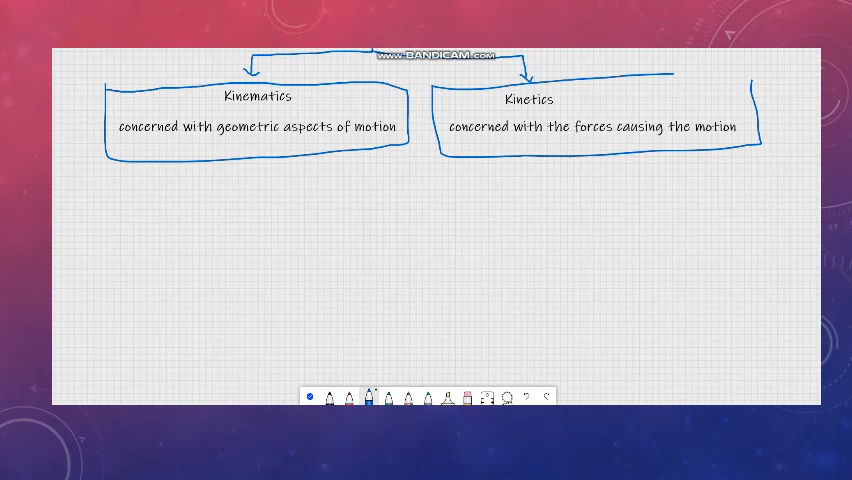 www.BANDICAM.com
Kinematics
concerned with geometric aspects of motion
Kinetics
concerned with the forces causing the motion